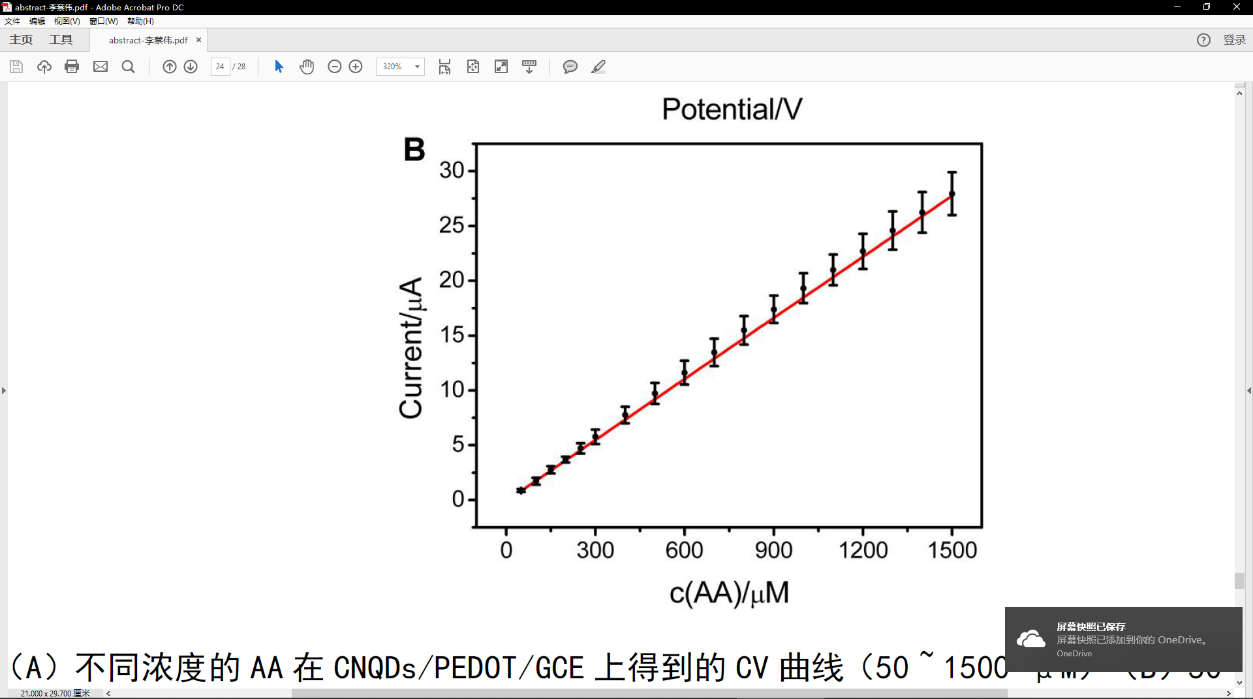 abstract-李蔡伟.pdf - Adobe Acrobat Pro DC
文件 编辑 视图(V) 窗口(W) 帮助(H)
主页 工具 abstract-李蔡伟.pdf × ? 登录
24 / 28 320%
Potential/V
B
30
25
20
15
10
5
0
Current/μA
0 300 600 900 1200 1500
c(AA)/μM
屏幕快照已保存
屏幕快照已添加到你的 OneDrive。
OneDrive
(A) 不同浓度的 AA 在 CNQDs/PEDOT/GCE 上得到的 CV 曲线 (50 ~ 1500
21.000 x 29.700 厘米